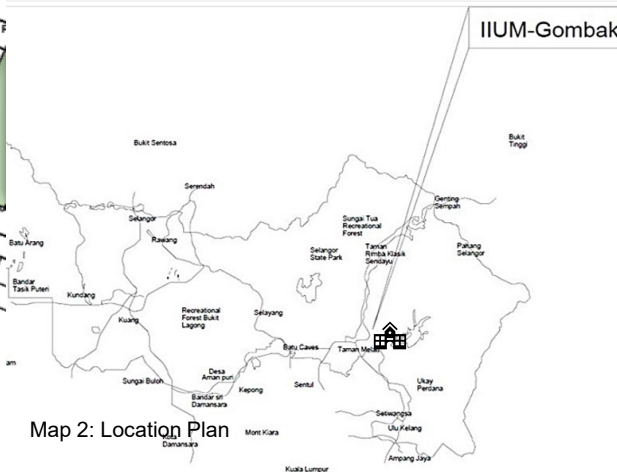 IIUM-Gombak
Bukit Sentosa
Bukit
Tinggi
Serendah
Genting
Sempah
Selangor
Sungai Tua
Recreational
Forest
Rawang
Batu Arang
Selangor
State Park
Taman
Rimba Klasik
Sendayu
Pahang
Selangor
Bandar
Tasik Puteri
Kundang
Recreational
Forest Bukit
Lagong
Selayang
Kuang
Batu Caves
Taman Melati
am
Desa
Aman puri
Sungai Buloh
Kepong
Sentul
Ukay
Perdana
Bandar sri
Damansara
Setiwangsa
Map 2: Location Plan
Mont Kiara
Ulu Kelang
Kota
Damansara
Ampang Jaya
Kuala Lumpur